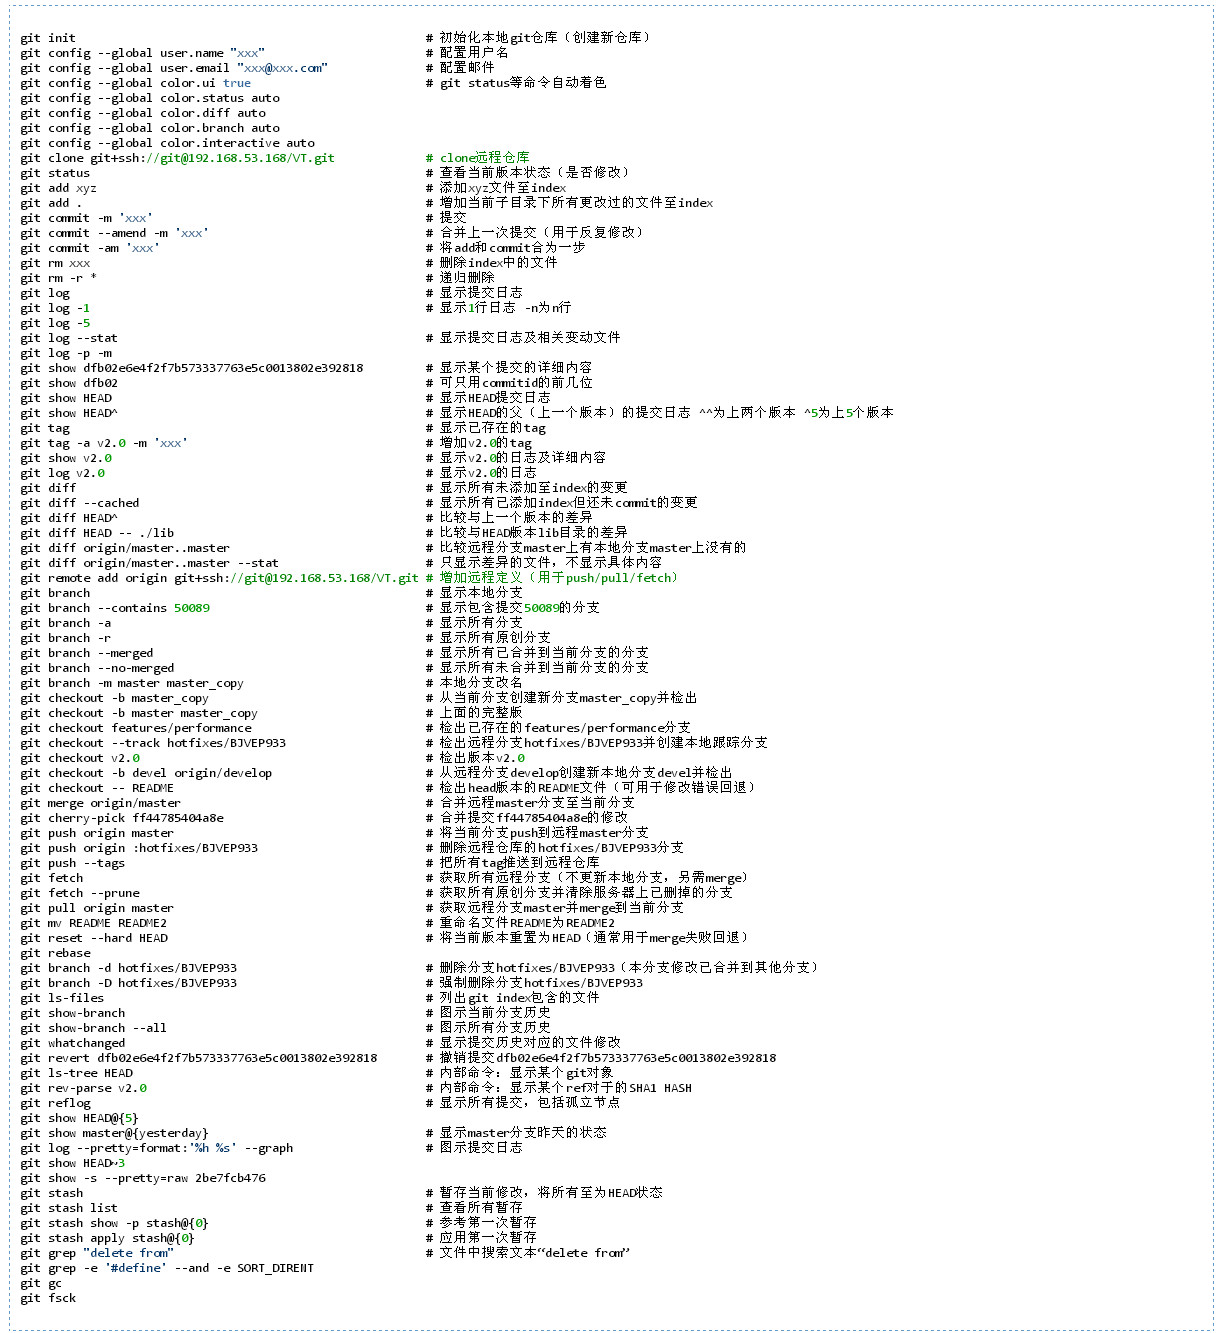 git init # 初始化本地git仓库（创建新仓库）
git config --global user.name "xxx" # 配置用户名
git config --global user.email "xxx@xxx.com" # 配置邮件
git config --global color.ui true # git status等命令自动着色
git config --global color.status auto
git config --global color.diff auto
git config --global color.branch auto
git config --global color.interactive auto
git clone git+ssh://git@192.168.53.168/VT.git # clone远程仓库
git status # 查看当前版本状态（是否修改）
git add xyz # 添加xyz文件至index
git add . # 增加当前子目录下所有更改过的文件至index
git commit -m 'xxx' # 提交
git commit --amend -m 'xxx' # 合并上一次提交（用于反复修改）
git commit -am 'xxx' # 将add和commit合为一步
git rm xxx # 删除index中的文件
git rm -r * # 递归删除
git log # 显示提交日志
git log -1 # 显示1行日志 -n为n行
git log -5
git log --stat # 显示提交日志及相关变动文件
git log -p -m
git show dfb02e6e4f2f7b573337763e5c0013802e392818 # 显示某个提交的详细内容
git show dfb02 # 可只用commitid的前几位
git show HEAD # 显示HEAD提交日志
git show HEAD^ # 显示HEAD的父（上一个版本）的提交日志 ^^为上两个版本 ^5为上5个版本
git tag # 显示已存在的tag
git tag -a v2.0 -m 'xxx' # 增加v2.0的tag
git show v2.0 # 显示v2.0的日志及详细内容
git log v2.0 # 显示v2.0的日志
git diff # 显示所有未添加至index的变更
git diff --cached # 显示所有已添加index但还未commit的变更
git diff HEAD^ # 比较与上一个版本的差异
git diff HEAD -- ./lib # 比较与HEAD版本lib目录的差异
git diff origin/master..master # 比较远程分支master上有本地分支master上没有的
git diff origin/master..master --stat # 只显示差异的文件，不显示具体内容
git remote add origin git+ssh://git@192.168.53.168/VT.git # 增加远程定义（用于push/pull/fetch）
git branch # 显示本地分支
git branch --contains 50089 # 显示包含提交50089的分支
git branch -a # 显示所有分支
git branch -r # 显示所有原创分支
git branch --merged # 显示所有已合并到当前分支的分支
git branch --no-merged # 显示所有未合并到当前分支的分支
git branch -m master master_copy # 本地分支改名
git checkout -b master_copy # 从当前分支创建新分支master_copy并检出
git checkout -b master master_copy # 上面的完整版
git checkout features/performance # 检出已存在的features/performance分支
git checkout --track hotfixes/BJVEP933 # 检出远程分支hotfixes/BJVEP933并创建本地跟踪分支
git checkout v2.0 # 检出版本v2.0
git checkout -b devel origin/develop # 从远程分支develop创建新本地分支devel并检出
git checkout -- README # 检出head版本的README文件（可用于修改错误回退）
git merge origin/master # 合并远程master分支至当前分支
git cherry-pick ff44785404a8e # 合并提交ff44785404a8e的修改
git push origin master # 将当前分支push到远程master分支
git push origin :hotfixes/BJVEP933 # 删除远程仓库的hotfixes/BJVEP933分支
git push --tags # 把所有tag推送到远程仓库
git fetch # 获取所有远程分支（不更新本地分支，另需merge）
git fetch --prune # 获取所有原创分支并清除服务器上已删掉的分支
git pull origin master # 获取远程分支master并merge到当前分支
git mv README README2 # 重命名文件README为README2
git reset --hard HEAD # 将当前版本重置为HEAD（通常用于merge失败回退）
git rebase
git branch -d hotfixes/BJVEP933 # 删除分支hotfixes/BJVEP933（本分支修改已合并到其他分支）
git branch -D hotfixes/BJVEP933 # 强制删除分支hotfixes/BJVEP933
git ls-files # 列出git index包含的文件
git show-branch # 图示当前分支历史
git show-branch --all # 图示所有分支历史
git whatchanged # 显示提交历史对应的文件修改
git revert dfb02e6e4f2f7b573337763e5c0013802e392818 # 撤销提交dfb02e6e4f2f7b573337763e5c0013802e392818
git ls-tree HEAD # 内部命令：显示某个git对象
git rev-parse v2.0 # 内部命令：显示某个ref对于的SHA1 HASH
git reflog # 显示所有提交，包括孤立节点
git show HEAD@{5}
git show master@{yesterday} # 显示master分支昨天的状态
git log --pretty=format:'%h %s' --graph # 图示提交日志
git show HEAD~3
git show -s --pretty=raw 2be7fcb476
git stash # 暂存当前修改，将所有至为HEAD状态
git stash list # 查看所有暂存
git stash show -p stash@{0} # 参考第一次暂存
git stash apply stash@{0} # 应用第一次暂存
git grep "delete from" # 文件中搜索文本“delete from”
git grep -e '#define' --and -e SORT_DIRENT
git gc
git fsck